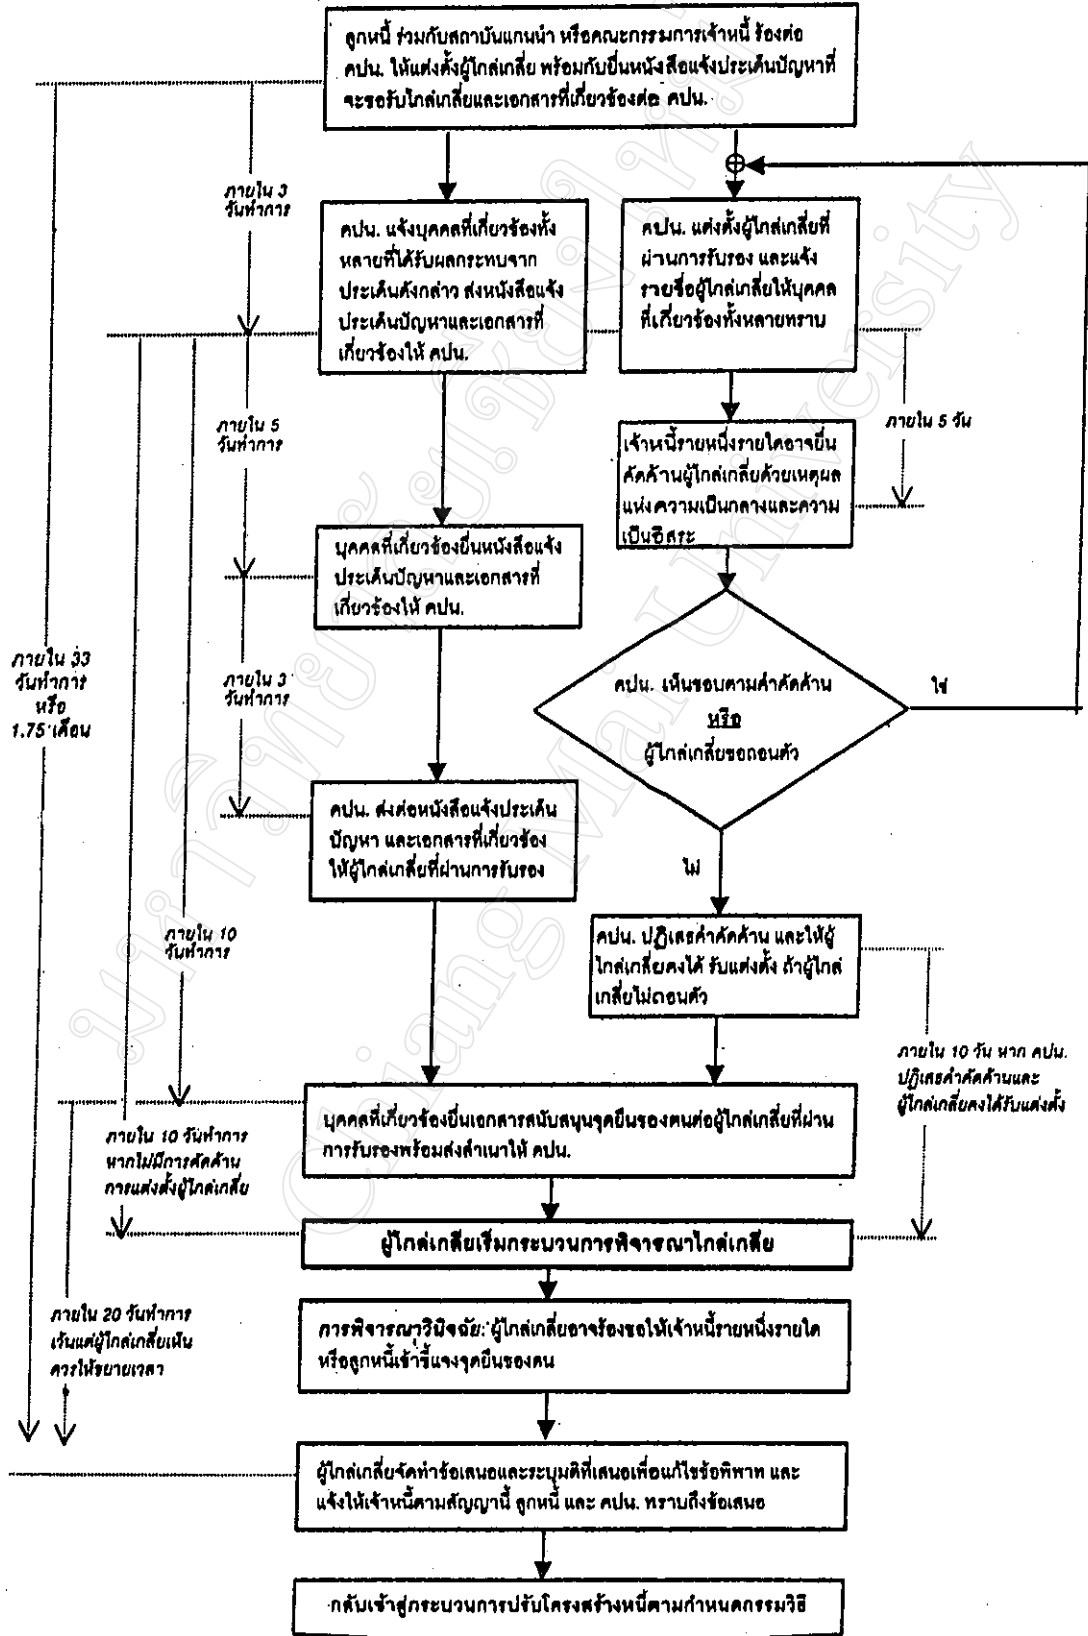 ลูกหนี้ ร่วมกับสถาบันแกนนำ หรือคณะกรรมการเจ้าหนี้ ร้องต่อ
คปน. ให้แต่งตั้งผู้ไกล่เกลี่ย พร้อมกับยื่นหนังสือแจ้งประเด็นปัญหาที่
จะขอรับไกล่เกลี่ยและเอกสารที่เกี่ยวข้องต่อ คปน.
ภายใน 3
วันทำการ
คปน. แจ้งบุคคลที่เกี่ยวข้องทั้ง
หลายที่ได้รับผลกระทบจาก
ประเด็นดังกล่าว ส่งหนังสือแจ้ง
ประเด็นปัญหาและเอกสารที่
เกี่ยวข้องให้ คปน.
คปน. แต่งตั้งผู้ไกล่เกลี่ยที่
ผ่านการรับรอง และแจ้ง
รายชื่อผู้ไกล่เกลี่ยให้บุคคล
ที่เกี่ยวข้องทั้งหลายทราบ
ภายใน 5
วันทำการ
ภายใน 5 วัน
เจ้าหนี้รายหนึ่งรายใดอาจยื่น
คัดค้านผู้ไกล่เกลี่ยด้วยเหตุผล
แห่งความเป็นกลางและความ
เป็นอิสระ
บุคคลที่เกี่ยวข้องยื่นหนังสือแจ้ง
ประเด็นปัญหาและเอกสารที่
เกี่ยวข้องให้ คปน.
ภายใน 33
วันทำการ
หรือ
1.75 เดือน
ภายใน 3
วันทำการ
คปน. เห็นชอบตามคำคัดค้าน
หรือ
ผู้ไกล่เกลี่ยขอถอนตัว
ใช่
คปน. ส่งต่อหนังสือแจ้งประเด็น
ปัญหา และเอกสารที่เกี่ยวข้อง
ให้ผู้ไกล่เกลี่ยที่ผ่านการรับรอง
ไม่
ภายใน 10
วันทำการ
คปน. ปฏิเสธคำคัดค้าน และให้ผู้
ไกล่เกลี่ยคงได้ รับแต่งตั้ง ถ้าผู้ไกล่
เกลี่ยไม่ถอนตัว
ภายใน 10 วัน หาก คปน.
ปฏิเสธคำคัดค้านและ
ผู้ไกล่เกลี่ยคงได้รับแต่งตั้ง
บุคคลที่เกี่ยวข้องยื่นเอกสารสนับสนุนจุดยืนของตนต่อผู้ไกล่เกลี่ยที่ผ่าน
การรับรองพร้อมส่งสำเนาให้ คปน.
ภายใน 10 วันทำการ
หากไม่มีการคัดค้าน
การแต่งตั้งผู้ไกล่เกลี่ย
ผู้ไกล่เกลี่ยเริ่มกระบวนการพิจารณาไกล่เกลี่ย
ภายใน 20 วันทำการ
เว้นแต่ผู้ไกล่เกลี่ยเห็น
ควรให้ขยายเวลา
การพิจารณาวินิจฉัย: ผู้ไกล่เกลี่ยอาจร้องขอให้เจ้าหนี้รายหนึ่งรายใด
หรือลูกหนี้เข้าชี้แจงจุดยืนของตน
ผู้ไกล่เกลี่ยจัดทำข้อเสนอและระบุมติที่เสนอเพื่อแก้ไขข้อพิพาท และ
แจ้งให้เจ้าหนี้ตามสัญญานี้ ลูกหนี้ และ คปน. ทราบถึงข้อเสนอ
กลับเข้าสู่กระบวนการปรับโครงสร้างหนี้ตามกำหนดกรรมวิธี
มหาวิทยาลัยเชียงใหม่
Chiang Mai University